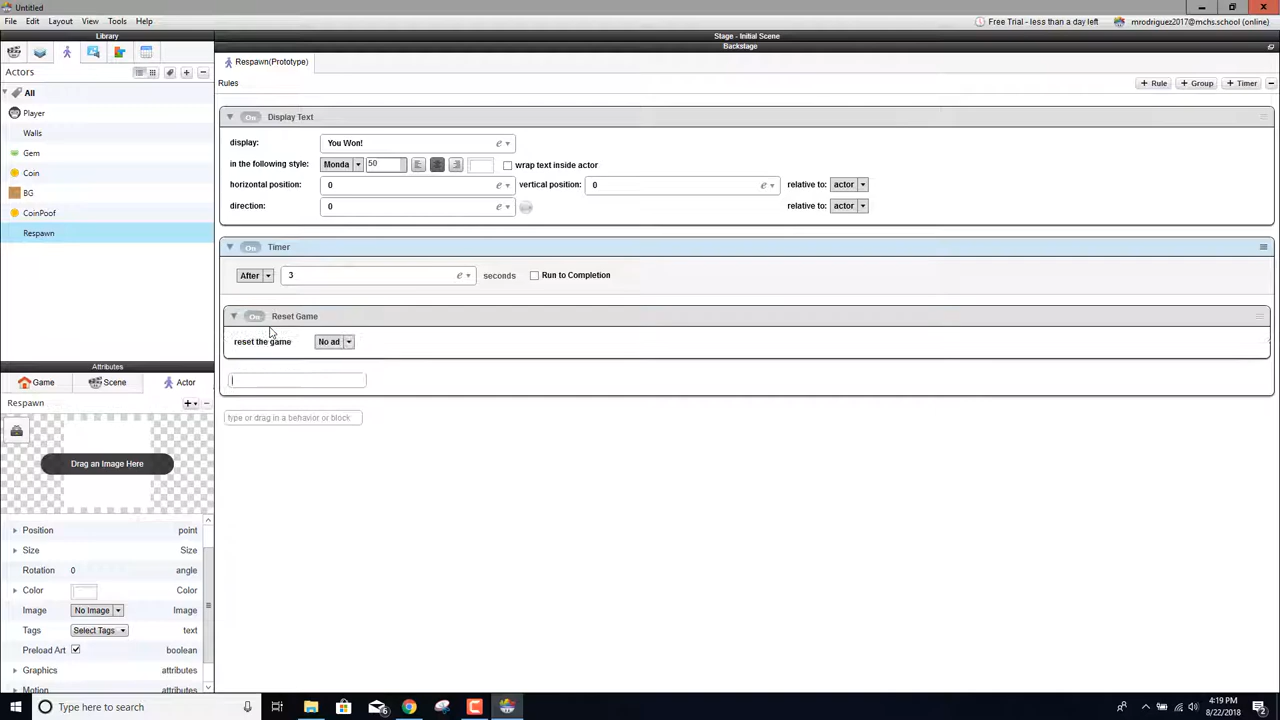 Untitled
File Edit Layout View Tools Help
Free Trial - less than a day left mrodriguez2017@mchs.school (online)
Library
Stage - Initial Scene
Backstage
Actors
Respawn(Prototype)
Rules
+ Rule + Group + Timer
All
Player
Walls
Gem
Coin
BG
CoinPoof
Respawn
On Display Text
display: You Won! e
in the following style: Monda 50 wrap text inside actor
horizontal position: 0 e vertical position: 0 e relative to: actor
direction: 0 e relative to: actor
On Timer
After 3 e seconds Run to Completion
On Reset Game
reset the game No ad
type or drag in a behavior or block
Attributes
Game Scene Actor
Respawn
Drag an Image Here
Position point
Size Size
Rotation 0 angle
Color Color
Image No Image Image
Tags Select Tags text
Preload Art boolean
Graphics attributes
Motion attributes
Type here to search
6
4:19 PM
8/22/2018
2